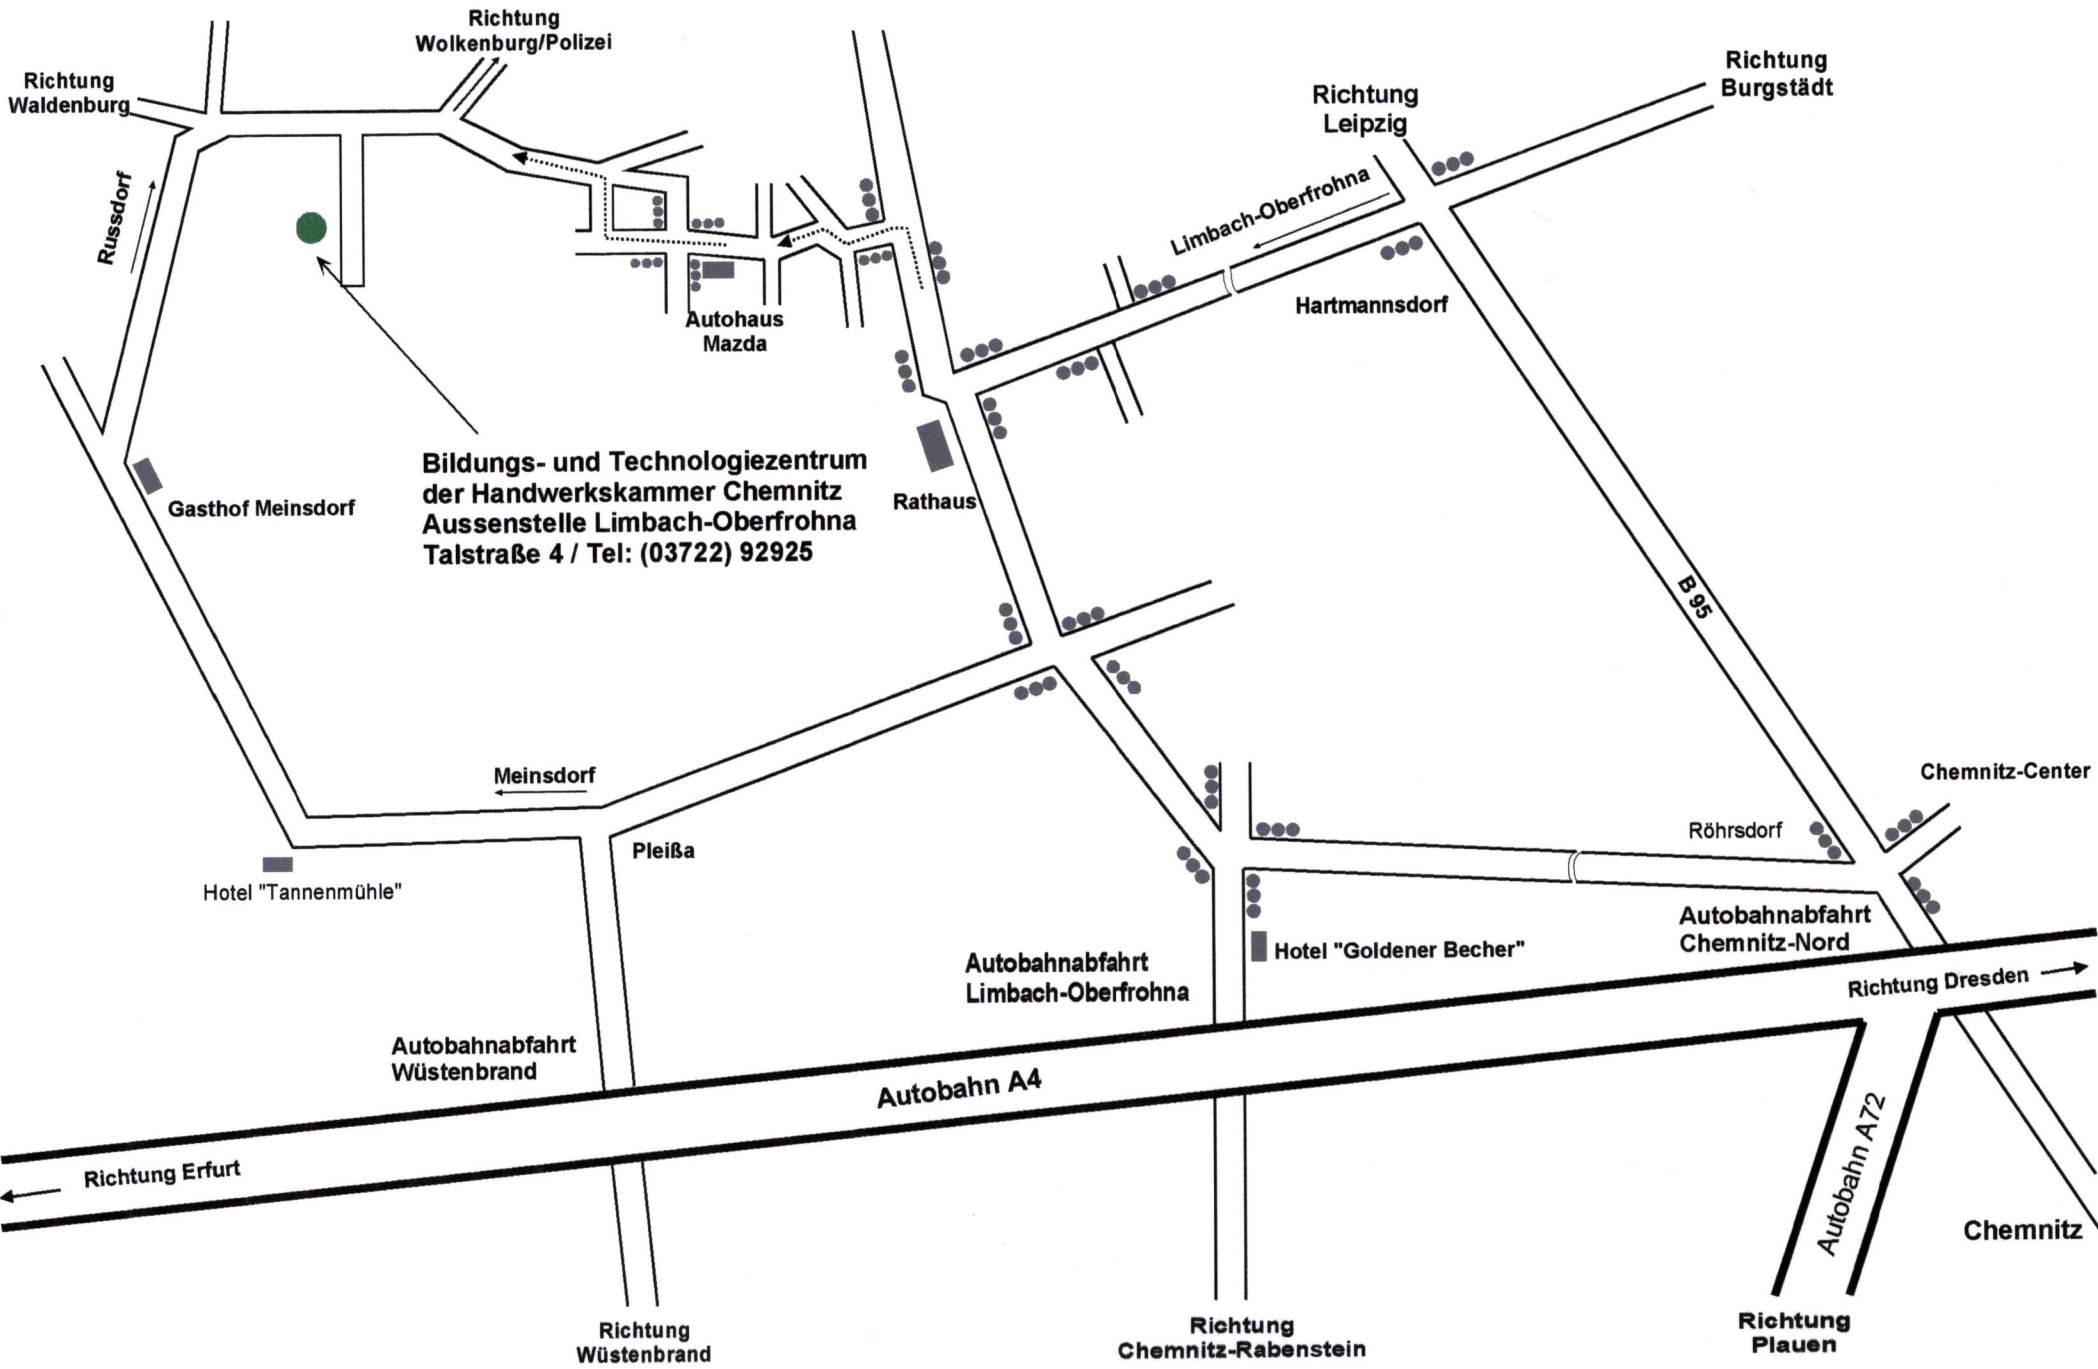 Richtung
Wolkenburg/Polizei
Richtung
Waldenburg
Richtung
Burgstädt
Richtung
Leipzig
Russdorf
Limbach-Oberfrohna
Hartmannsdorf
Autohaus
Mazda
Bildungs- und Technologiezentrum
der Handwerkskammer Chemnitz
Aussenstelle Limbach-Oberfrohna
Talstraße 4 / Tel: (03722) 92925
Rathaus
Gasthof Meinsdorf
B 95
Meinsdorf
Chemnitz-Center
Röhrsdorf
Pleißa
Hotel "Tannenmühle"
Autobahnabfahrt
Chemnitz-Nord
Hotel "Goldener Becher"
Autobahnabfahrt
Limbach-Oberfrohna
Richtung Dresden
Autobahnabfahrt
Wüstenbrand
Autobahn A4
Autobahn A72
Richtung Erfurt
Chemnitz
Richtung
Wüstenbrand
Richtung
Chemnitz-Rabenstein
Richtung
Plauen